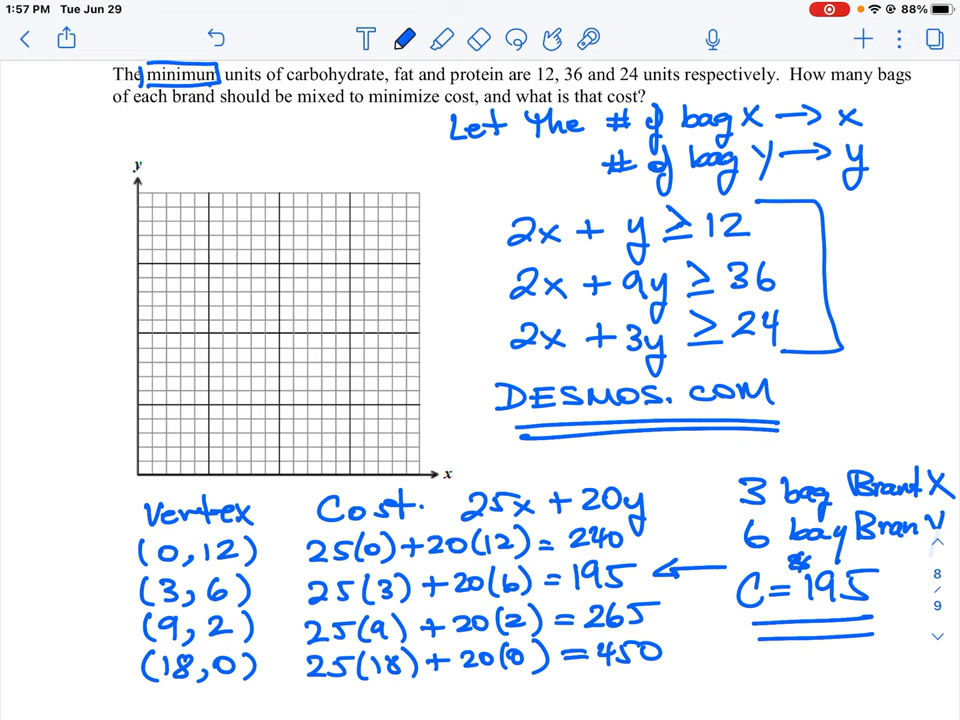 1:57 PM Tue Jun 29
88%
The minimum units of carbohydrate, fat and protein are 12, 36 and 24 units respectively. How many bags
of each brand should be mixed to minimize cost, and what is that cost?
Let The # of bag X → x
# of bag Y → y
y
2x + y ≥ 12
2x + 9y ≥ 36
2x + 3y ≥ 24
DESMOS.COM
x
Vertex Cost. 25x + 20y
(0,12) 25(0)+20(12) = 240
(3,6) 25(3) + 20(6) = 195 ←
(9,2) 25(9) + 20(2) = 265
(18,0) 25(18) + 20(0) = 450
3 bag Brant X
6 bay Bran Y
$
C = 195
8
/
9